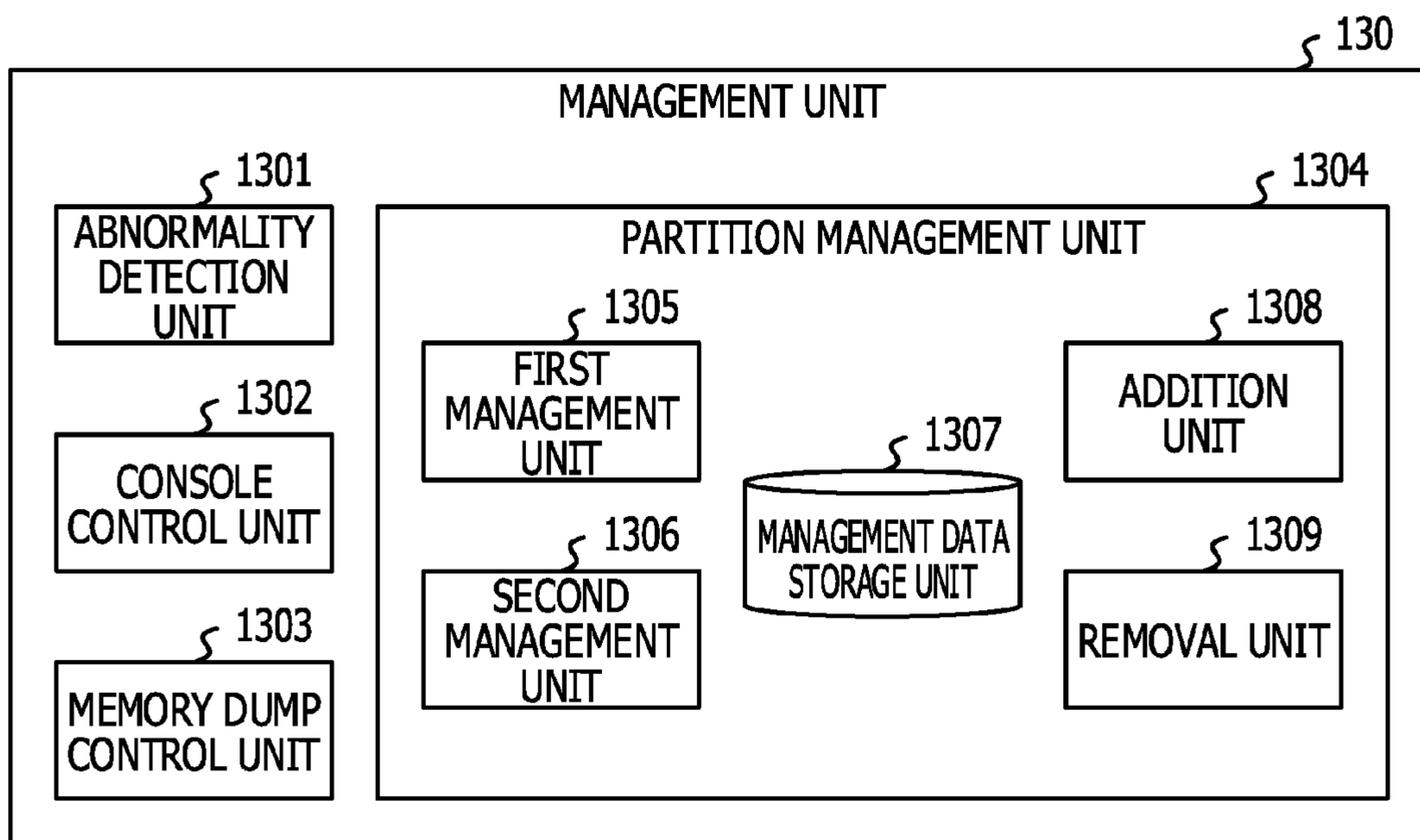 130
MANAGEMENT UNIT
1301
ABNORMALITY
DETECTION
UNIT
1302
CONSOLE
CONTROL UNIT
1303
MEMORY DUMP
CONTROL UNIT
1304
PARTITION MANAGEMENT UNIT
1305
FIRST
MANAGEMENT
UNIT
1306
SECOND
MANAGEMENT
UNIT
1307
MANAGEMENT DATA
STORAGE UNIT
1308
ADDITION
UNIT
1309
REMOVAL UNIT